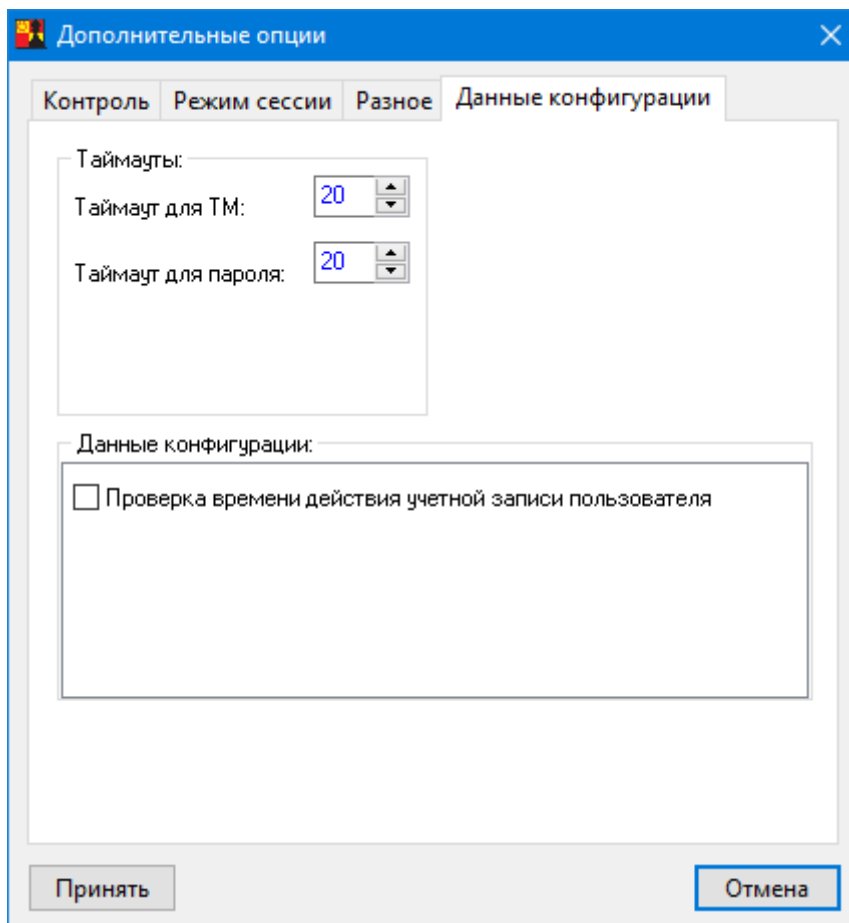 Дополнительные опции
Контроль Режим сессии Разное Данные конфигурации
Таймауты:
Таймаут для ТМ: 20
Таймаут для пароля: 20
Данные конфигурации:
Проверка времени действия учетной записи пользователя
Принять Отмена